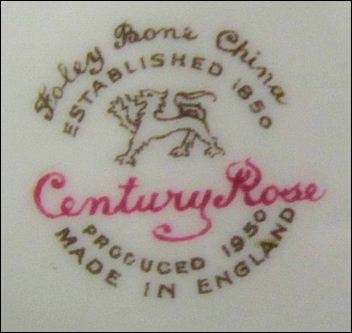 Foley Bone China
ESTABLISHED 1850
Century Rose
PRODUCED 1950
MADE IN ENGLAND